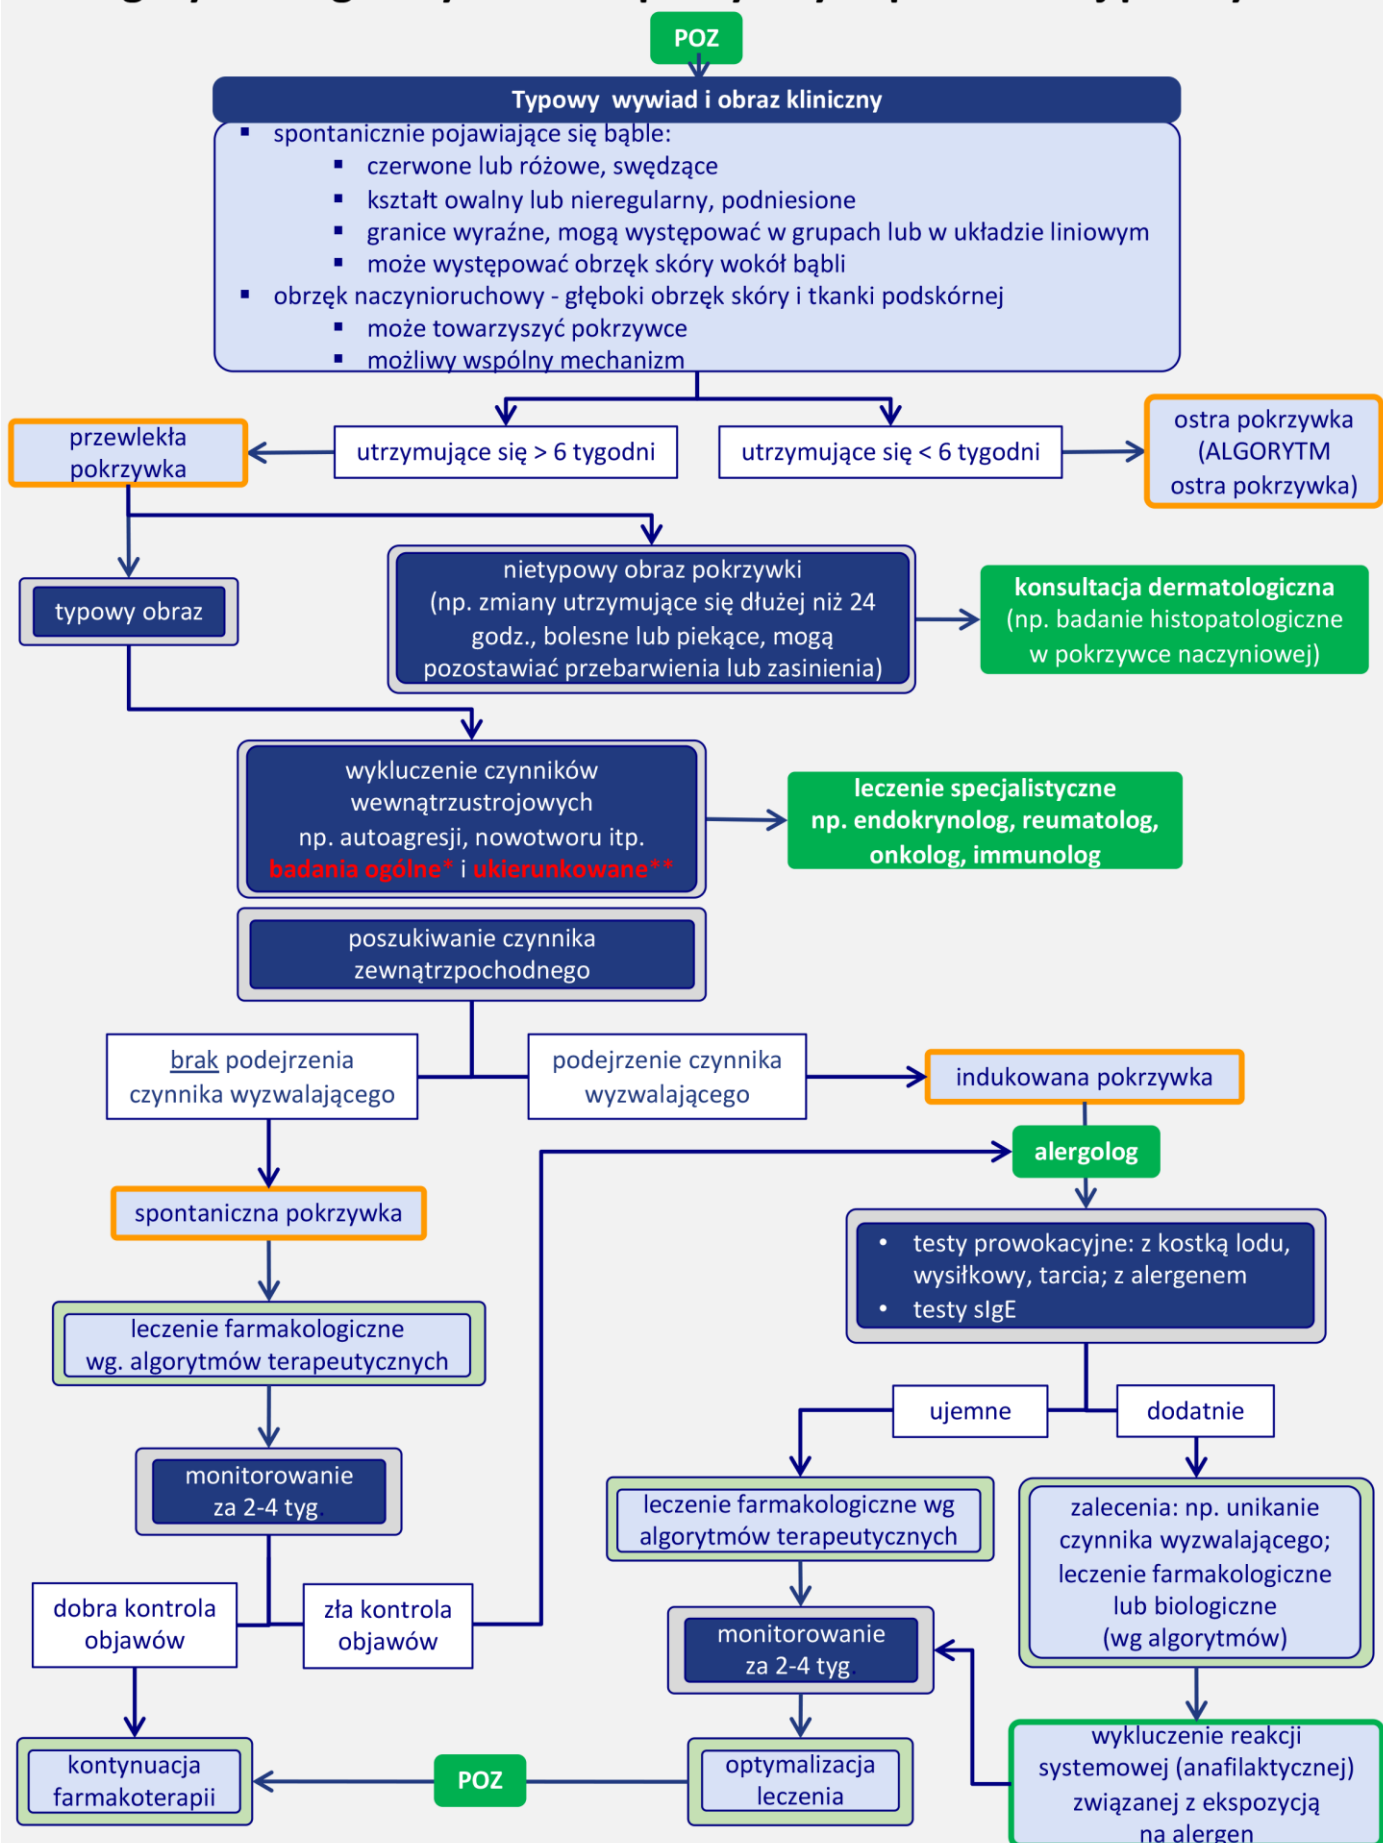 POZ
Typowy wywiad i obraz kliniczny
▪ spontanicznie pojawiające się bąble:
▪ czerwone lub różowe, swędzące
▪ kształt owalny lub nieregularny, podniesione
▪ granice wyraźne, mogą występować w grupach lub w układzie liniowym
▪ może występować obrzęk skóry wokół bąbli
▪ obrzęk naczynioruchowy - głęboki obrzęk skóry i tkanki podskórnej
▪ może towarzyszyć pokrzywce
▪ możliwy wspólny mechanizm
przewlekła
pokrzywka
utrzymujące się > 6 tygodni
utrzymujące się < 6 tygodni
ostra pokrzywka
(ALGORYTM
ostra pokrzywka)
typowy obraz
nietypowy obraz pokrzywki
(np. zmiany utrzymujące się dłużej niż 24
godz., bolesne lub piekące, mogą
pozostawiać przebarwienia lub zasinienia)
konsultacja dermatologiczna
(np. badanie histopatologiczne
w pokrzywce naczyniowej)
wykluczenie czynników
wewnątrzustrojowych
np. autoagresji, nowotworu itp.
badania ogólne* i ukierunkowane**
leczenie specjalistyczne
np. endokrynolog, reumatolog,
onkolog, immunolog
poszukiwanie czynnika
zewnątrzpochodnego
brak podejrzenia
czynnika wyzwalającego
podejrzenie czynnika
wyzwalającego
indukowana pokrzywka
alergolog
spontaniczna pokrzywka
• testy prowokacyjne: z kostką lodu,
wysiłkowy, tarcia; z alergenem
• testy sIgE
leczenie farmakologiczne
wg. algorytmów terapeutycznych
ujemne
dodatnie
monitorowanie
za 2-4 tyg.
leczenie farmakologiczne wg
algorytmów terapeutycznych
zalecenia: np. unikanie
czynnika wyzwalającego;
leczenie farmakologiczne
lub biologiczne
(wg algorytmów)
dobra kontrola
objawów
zła kontrola
objawów
monitorowanie
za 2-4 tyg.
wykluczenie reakcji
systemowej (anafilaktycznej)
związanej z ekspozycją
na alergen
kontynuacja
farmakoterapii
POZ
optymalizacja
leczenia